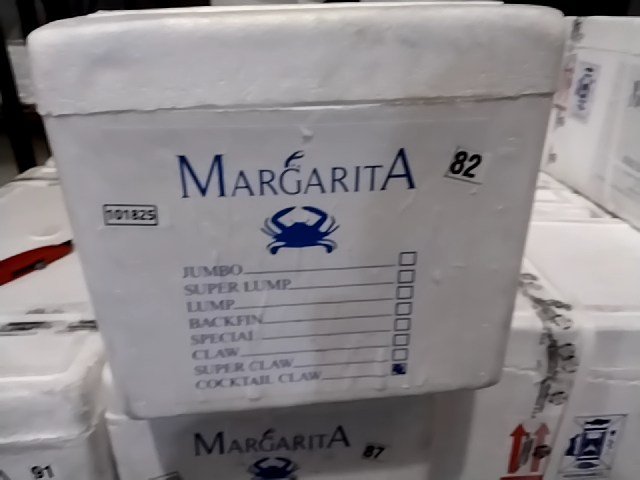 MARGARITA
82
101825
JUMBO
SUPER LUMP
LUMP
BACKFIN
SPECIAL
CLAW
SUPER CLAW
COCKTAIL CLAW
MARGARITA
87
91